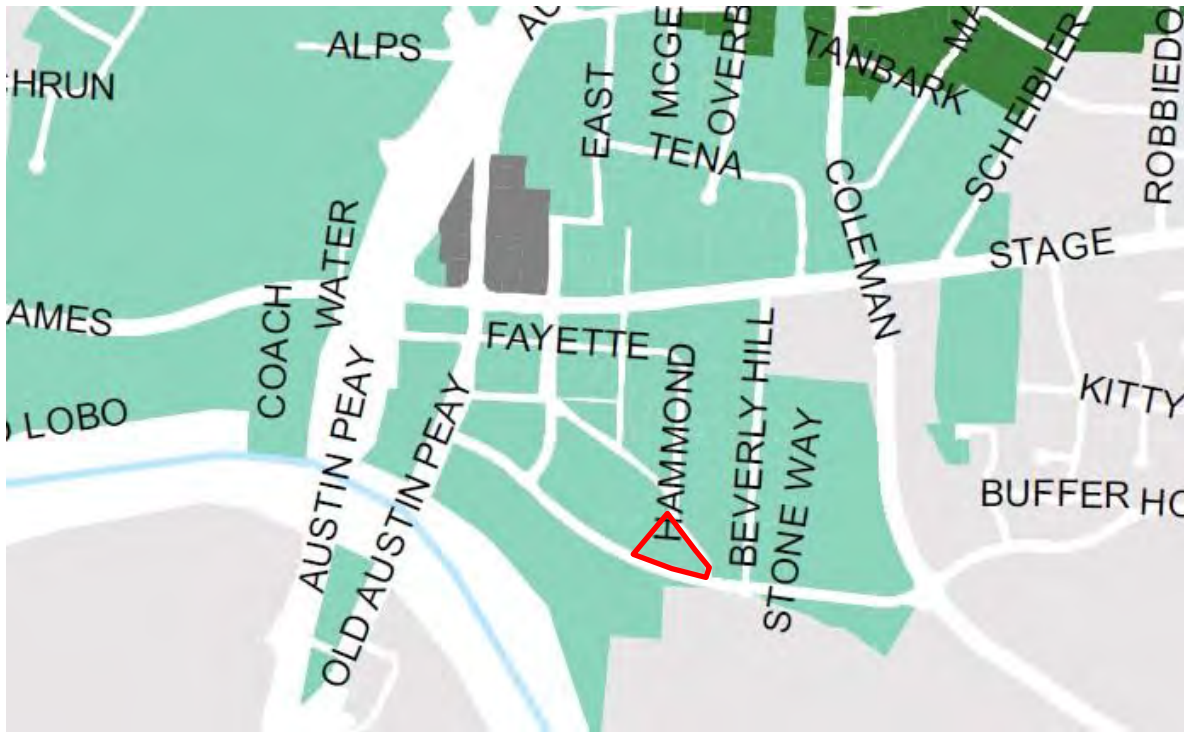 ALPS
HRUN
EAST
MCGE
OVERB
TANBARK
MA
SCHEIBLER
ROBBIEDO
TENA
COLEMAN
STAGE
WATER
COACH
AMES
FAYETTE
HAMMOND
BEVERLY HILL
STONE WAY
KITTY
LOBO
AUSTIN PEAY
OLD AUSTIN PEAY
BUFFER HO